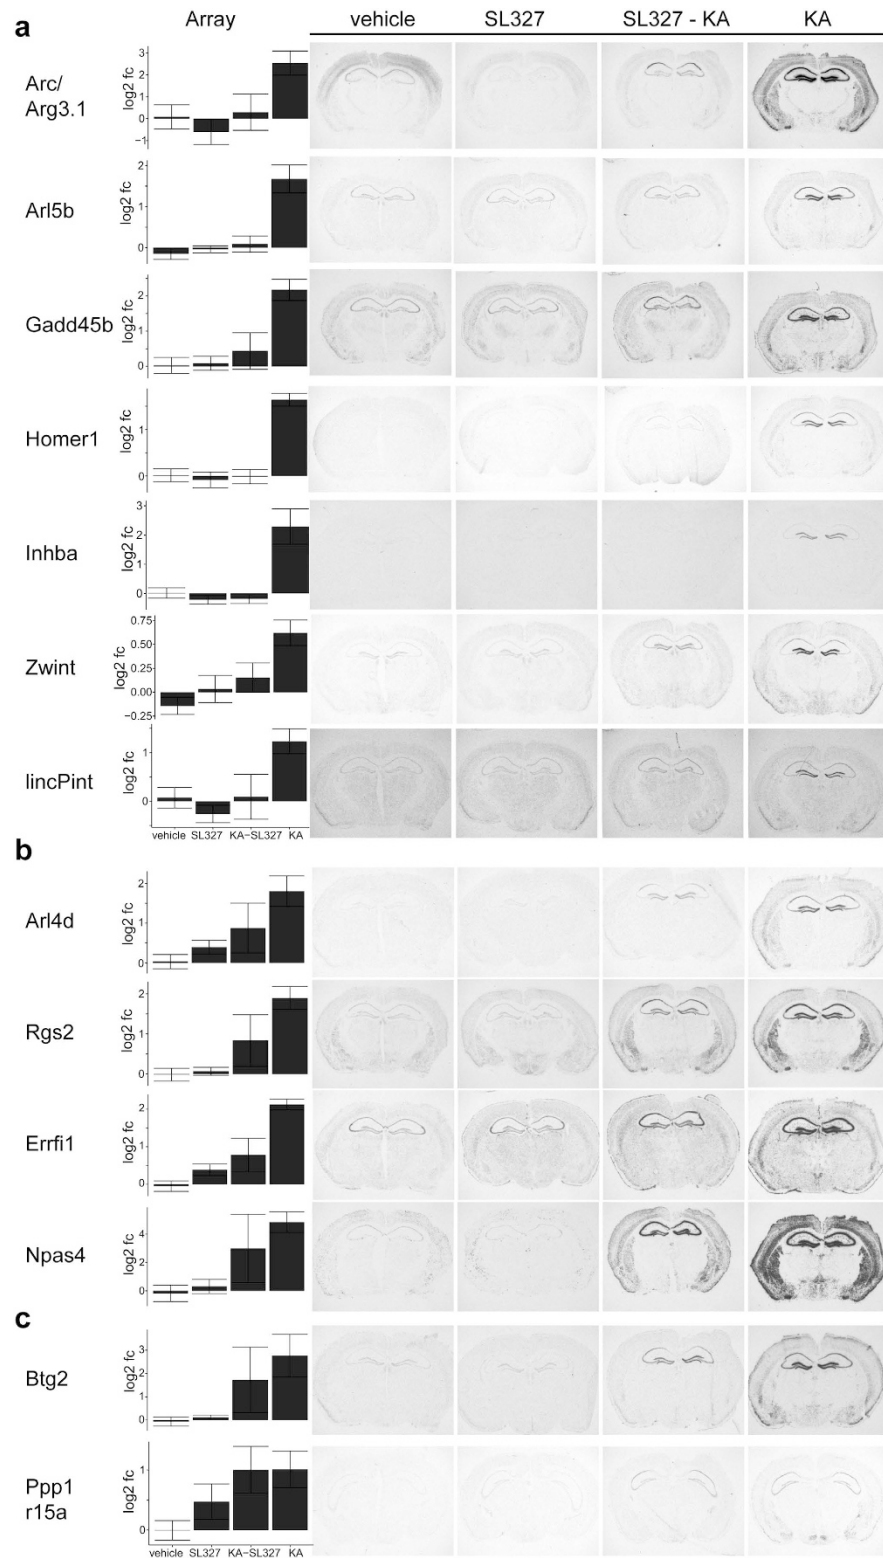 a
Array vehicle SL327 SL327 - KA KA
Arc/
Arg3.1
log2 fc
3
2
1
0
−1
Arl5b
log2 fc
2
1
0
Gadd45b
log2 fc
2
1
0
Homer1
log2 fc
1
0
Inhba
log2 fc
3
2
1
0
Zwint
log2 fc
0.75
0.50
0.25
0.00
−0.25
lincPint
log2 fc
1
0
vehicle SL327 KA−SL327 KA
b
Arl4d
log2 fc
2
1
0
Rgs2
log2 fc
2
1
0
Errfi1
log2 fc
2
1
0
Npas4
log2 fc
4
2
0
c
Btg2
log2 fc
3
2
1
0
Ppp1
r15a
log2 fc
1
0
vehicle SL327 KA−SL327 KA